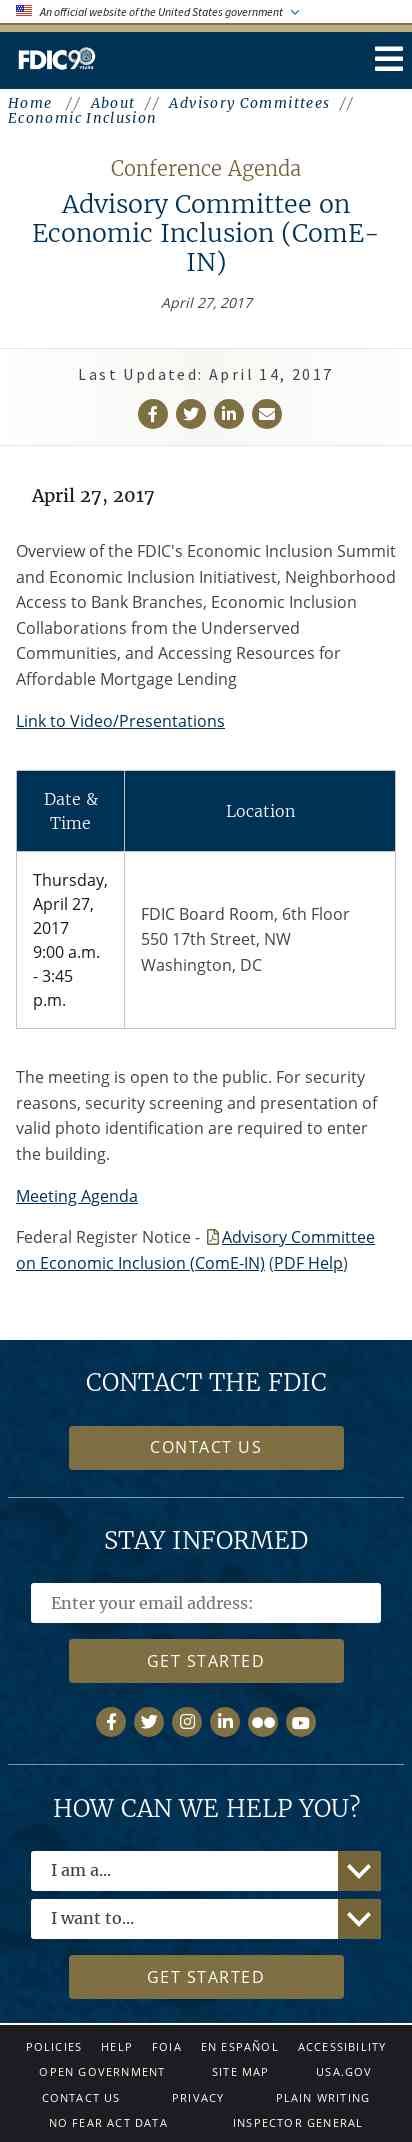 An official website of the United States government
FDIC 90 YEARS
Home // About // Advisory Committees //
Economic Inclusion
Conference Agenda
Advisory Committee on
Economic Inclusion (ComE-
IN)
April 27, 2017
Last Updated: April 14, 2017
April 27, 2017
Overview of the FDIC's Economic Inclusion Summit
and Economic Inclusion Initiativest, Neighborhood
Access to Bank Branches, Economic Inclusion
Collaborations from the Underserved
Communities, and Accessing Resources for
Affordable Mortgage Lending
Link to Video/Presentations
Date &
Time
Location
Thursday,
April 27,
2017
9:00 a.m.
- 3:45
p.m.
FDIC Board Room, 6th Floor
550 17th Street, NW
Washington, DC
The meeting is open to the public. For security
reasons, security screening and presentation of
valid photo identification are required to enter
the building.
Meeting Agenda
Federal Register Notice - Advisory Committee
on Economic Inclusion (ComE-IN) (PDF Help)
CONTACT THE FDIC
CONTACT US
STAY INFORMED
Enter your email address:
GET STARTED
HOW CAN WE HELP YOU?
I am a...
I want to...
GET STARTED
POLICIES HELP FOIA EN ESPAÑOL ACCESSIBILITY
OPEN GOVERNMENT SITE MAP USA.GOV
CONTACT US PRIVACY PLAIN WRITING
NO FEAR ACT DATA INSPECTOR GENERAL